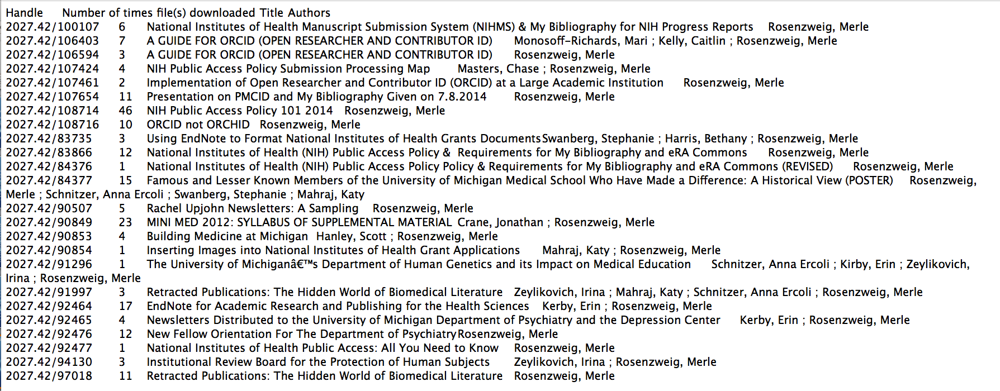 Handle Number of times file(s) downloaded Title Authors
2027.42/100107 6 National Institutes of Health Manuscript Submission System (NIHMS) & My Bibliography for NIH Progress Reports Rosenzweig, Merle
2027.42/106403 7 A GUIDE FOR ORCID (OPEN RESEARCHER AND CONTRIBUTOR ID) Monosoff-Richards, Mari ; Kelly, Caitlin ; Rosenzweig, Merle
2027.42/106594 3 A GUIDE FOR ORCID (OPEN RESEARCHER AND CONTRIBUTOR ID) Rosenzweig, Merle
2027.42/107424 4 NIH Public Access Policy Submission Processing Map Masters, Chase ; Rosenzweig, Merle
2027.42/107461 2 Implementation of Open Researcher and Contributor ID (ORCID) at a Large Academic Institution Rosenzweig, Merle
2027.42/107654 11 Presentation on PMCID and My Bibliography Given on 7.8.2014 Rosenzweig, Merle
2027.42/108714 46 NIH Public Access Policy 101 2014 Rosenzweig, Merle
2027.42/108716 10 ORCID not ORCHID Rosenzweig, Merle
2027.42/83735 3 Using EndNote to Format National Institutes of Health Grants DocumentsSwanberg, Stephanie ; Harris, Bethany ; Rosenzweig, Merle
2027.42/83866 12 National Institutes of Health (NIH) Public Access Policy & Requirements for My Bibliography and eRA Commons Rosenzweig, Merle
2027.42/84376 1 National Institutes of Health (NIH) Public Access Policy Policy & Requirements for My Bibliography and eRA Commons (REVISED) Rosenzweig, Merle
2027.42/84377 15 Famous and Lesser Known Members of the University of Michigan Medical School Who Have Made a Difference: A Historical View (POSTER) Rosenzweig,
Merle ; Schnitzer, Anna Ercoli ; Swanberg, Stephanie ; Mahraj, Katy
2027.42/90507 5 Rachel Upjohn Newsletters: A Sampling Rosenzweig, Merle
2027.42/90849 23 MINI MED 2012: SYLLABUS OF SUPPLEMENTAL MATERIAL Crane, Jonathan ; Rosenzweig, Merle
2027.42/90853 4 Building Medicine at Michigan Hanley, Scott ; Rosenzweig, Merle
2027.42/90854 1 Inserting Images into National Institutes of Health Grant Applications Mahraj, Katy ; Rosenzweig, Merle
2027.42/91296 1 The University of Michiganâ€™s Department of Human Genetics and its Impact on Medical Education Schnitzer, Anna Ercoli ; Kirby, Erin ; Zeylikovich,
Irina ; Rosenzweig, Merle
2027.42/91997 3 Retracted Publications: The Hidden World of Biomedical Literature Zeylikovich, Irina ; Mahraj, Katy ; Schnitzer, Anna Ercoli ; Rosenzweig, Merle
2027.42/92464 17 EndNote for Academic Research and Publishing for the Health Sciences Kerby, Erin ; Rosenzweig, Merle
2027.42/92465 4 Newsletters Distributed to the University of Michigan Department of Psychiatry and the Depression Center Kerby, Erin ; Rosenzweig, Merle
2027.42/92476 12 New Fellow Orientation For The Department of PsychiatryRosenzweig, Merle
2027.42/92477 1 National Institutes of Health Public Access: All You Need to Know Rosenzweig, Merle
2027.42/94130 3 Institutional Review Board for the Protection of Human Subjects Zeylikovich, Irina ; Rosenzweig, Merle
2027.42/97018 11 Retracted Publications: The Hidden World of Biomedical Literature Rosenzweig, Merle